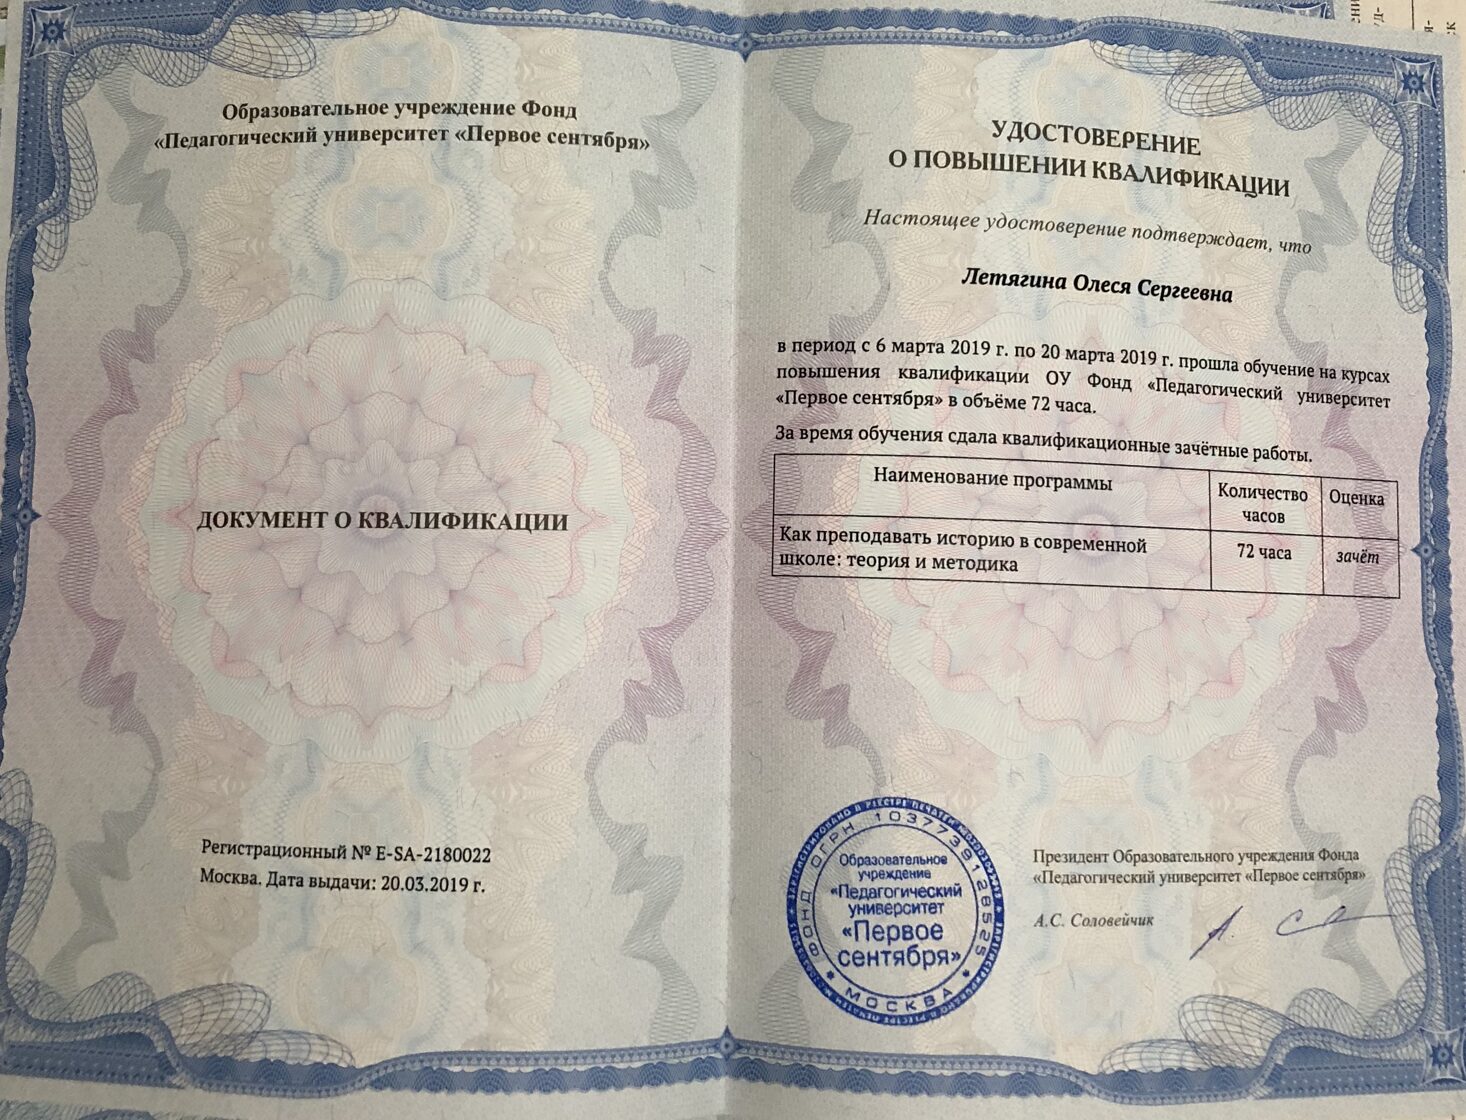 Образовательное учреждение Фонд
«Педагогический университет «Первое сентября»
ДОКУМЕНТ О КВАЛИФИКАЦИИ
Регистрационный № E-SA-2180022
Москва. Дата выдачи: 20.03.2019 г.
УДОСТОВЕРЕНИЕ
О ПОВЫШЕНИИ КВАЛИФИКАЦИИ
Настоящее удостоверение подтверждает, что
Летягина Олеся Сергеевна
в период с 6 марта 2019 г. по 20 марта 2019 г. прошла обучение на курсах
повышения квалификации ОУ Фонд «Педагогический университет
«Первое сентября» в объёме 72 часа.
За время обучения сдала квалификационные зачётные работы.
Наименование программы
Количество
часов
Оценка
Как преподавать историю в современной
школе: теория и методика
72 часа
зачёт
ФОНД ОГРН 1037739128525
Образовательное
учреждение
«Педагогический
университет
«Первое
сентября»
МОСКВА
Президент Образовательного учреждения Фонда
«Педагогический университет «Первое сентября»
А.С. Соловейчик